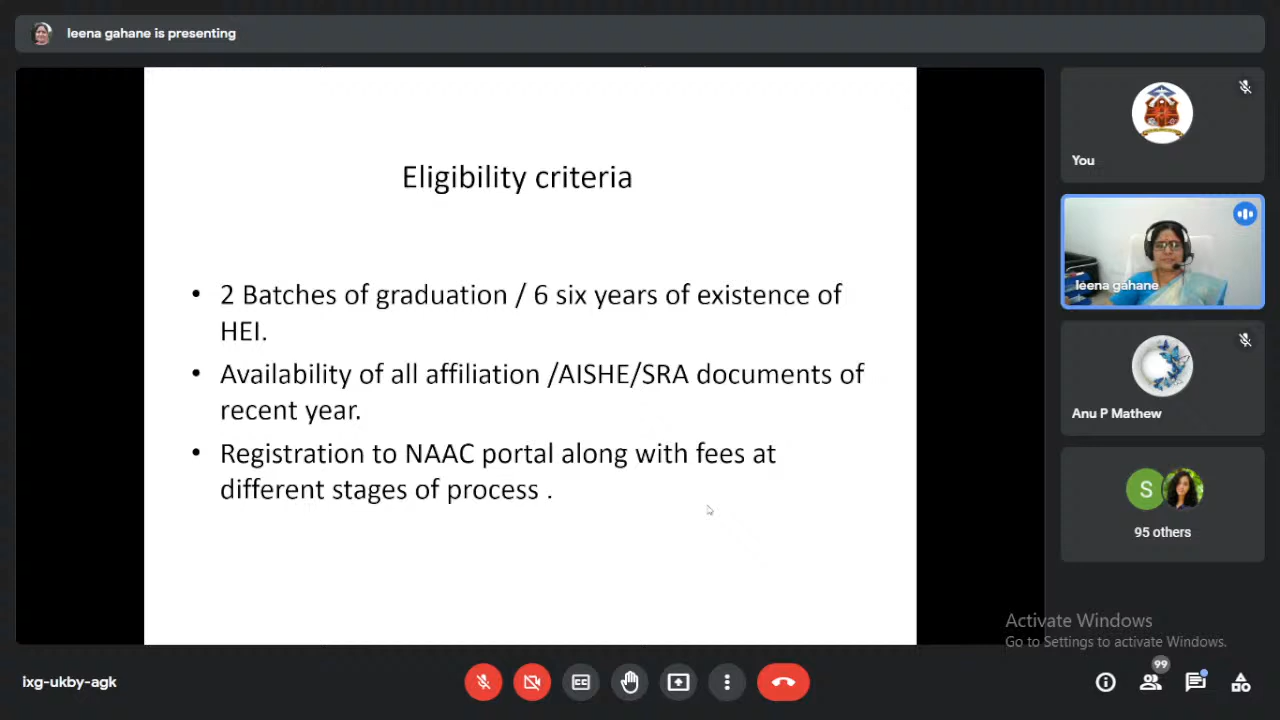 leena gahane is presenting
Eligibility criteria
• 2 Batches of graduation / 6 six years of existence of
HEI.
• Availability of all affiliation /AISHE/SRA documents of
recent year.
• Registration to NAAC portal along with fees at
different stages of process .
You
leena gahane
Anu P Mathew
S
95 others
Activate Windows
Go to Settings to activate Windows.
ixg-ukby-agk
CC
99